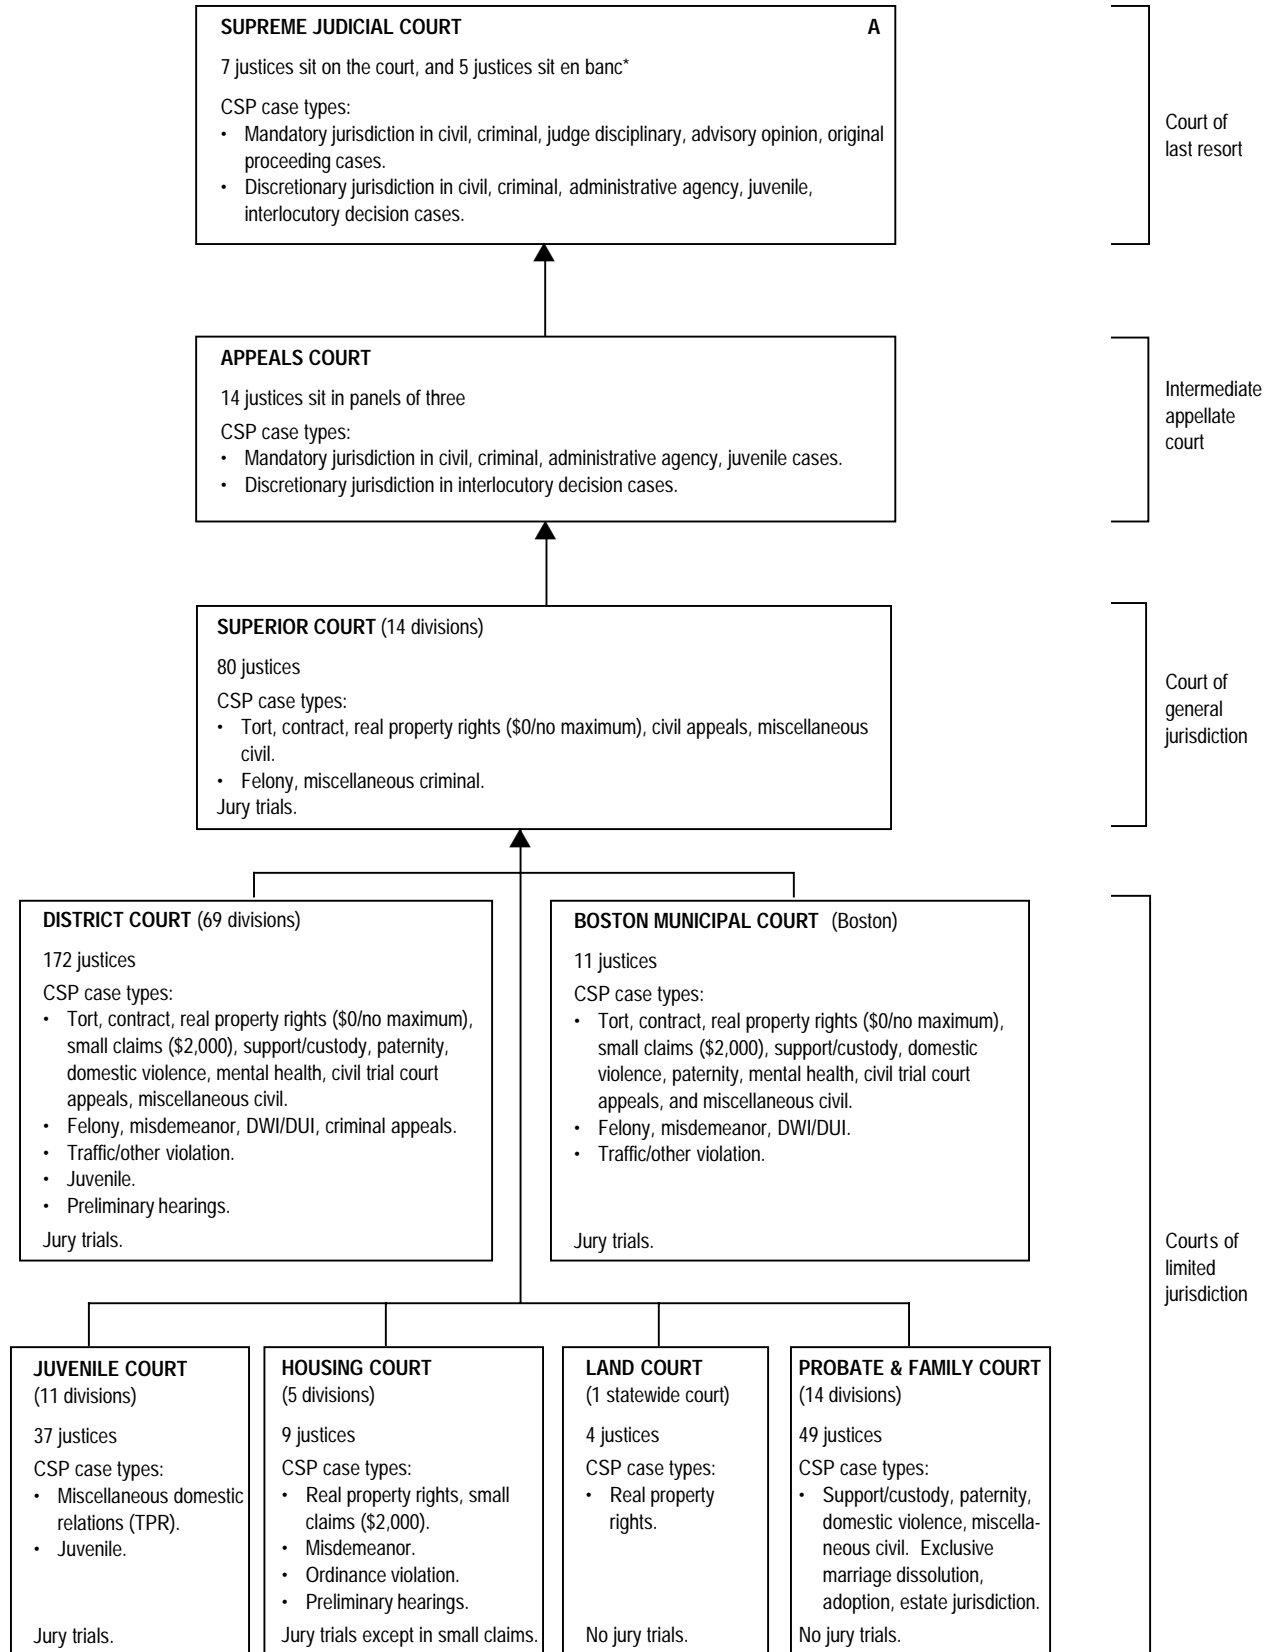 SUPREME JUDICIAL COURT A
7 justices sit on the court, and 5 justices sit en banc*
CSP case types:
• Mandatory jurisdiction in civil, criminal, judge disciplinary, advisory opinion, original
proceeding cases.
• Discretionary jurisdiction in civil, criminal, administrative agency, juvenile,
interlocutory decision cases.
Court of
last resort
APPEALS COURT
14 justices sit in panels of three
CSP case types:
• Mandatory jurisdiction in civil, criminal, administrative agency, juvenile cases.
• Discretionary jurisdiction in interlocutory decision cases.
Intermediate
appellate
court
SUPERIOR COURT (14 divisions)
80 justices
CSP case types:
• Tort, contract, real property rights ($0/no maximum), civil appeals, miscellaneous
civil.
• Felony, miscellaneous criminal.
Jury trials.
Court of
general
jurisdiction
DISTRICT COURT (69 divisions)
172 justices
CSP case types:
• Tort, contract, real property rights ($0/no maximum),
small claims ($2,000), support/custody, paternity,
domestic violence, mental health, civil trial court
appeals, miscellaneous civil.
• Felony, misdemeanor, DWI/DUI, criminal appeals.
• Traffic/other violation.
• Juvenile.
• Preliminary hearings.
Jury trials.
BOSTON MUNICIPAL COURT (Boston)
11 justices
CSP case types:
• Tort, contract, real property rights ($0/no maximum),
small claims ($2,000), support/custody, domestic
violence, paternity, mental health, civil trial court
appeals, and miscellaneous civil.
• Felony, misdemeanor, DWI/DUI.
• Traffic/other violation.
Jury trials.
Courts of
limited
jurisdiction
JUVENILE COURT
(11 divisions)
37 justices
CSP case types:
• Miscellaneous domestic
relations (TPR).
• Juvenile.
Jury trials.
HOUSING COURT
(5 divisions)
9 justices
CSP case types:
• Real property rights, small
claims ($2,000).
• Misdemeanor.
• Ordinance violation.
• Preliminary hearings.
Jury trials except in small claims.
LAND COURT
(1 statewide court)
4 justices
CSP case types:
• Real property
rights.
No jury trials.
PROBATE & FAMILY COURT
(14 divisions)
49 justices
CSP case types:
• Support/custody, paternity,
domestic violence, miscella-
neous civil. Exclusive
marriage dissolution,
adoption, estate jurisdiction.
No jury trials.